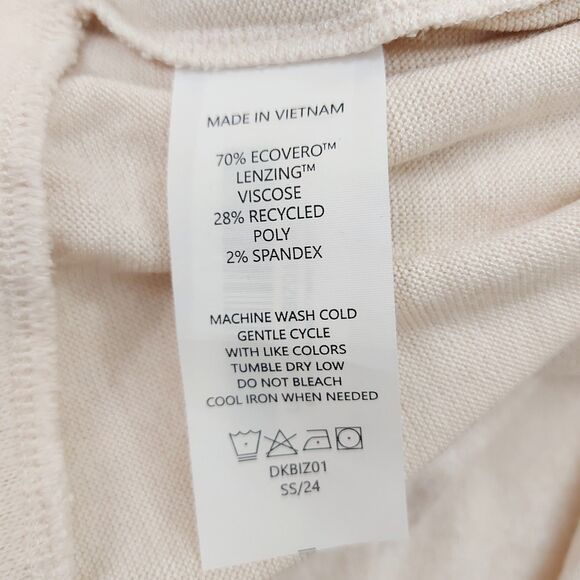 MADE IN VIETNAM
70% ECOVERO™
LENZING™
VISCOSE
28% RECYCLED
POLY
2% SPANDEX
MACHINE WASH COLD
GENTLE CYCLE
WITH LIKE COLORS
TUMBLE DRY LOW
DO NOT BLEACH
COOL IRON WHEN NEEDED
DKBIZ01
SS/24